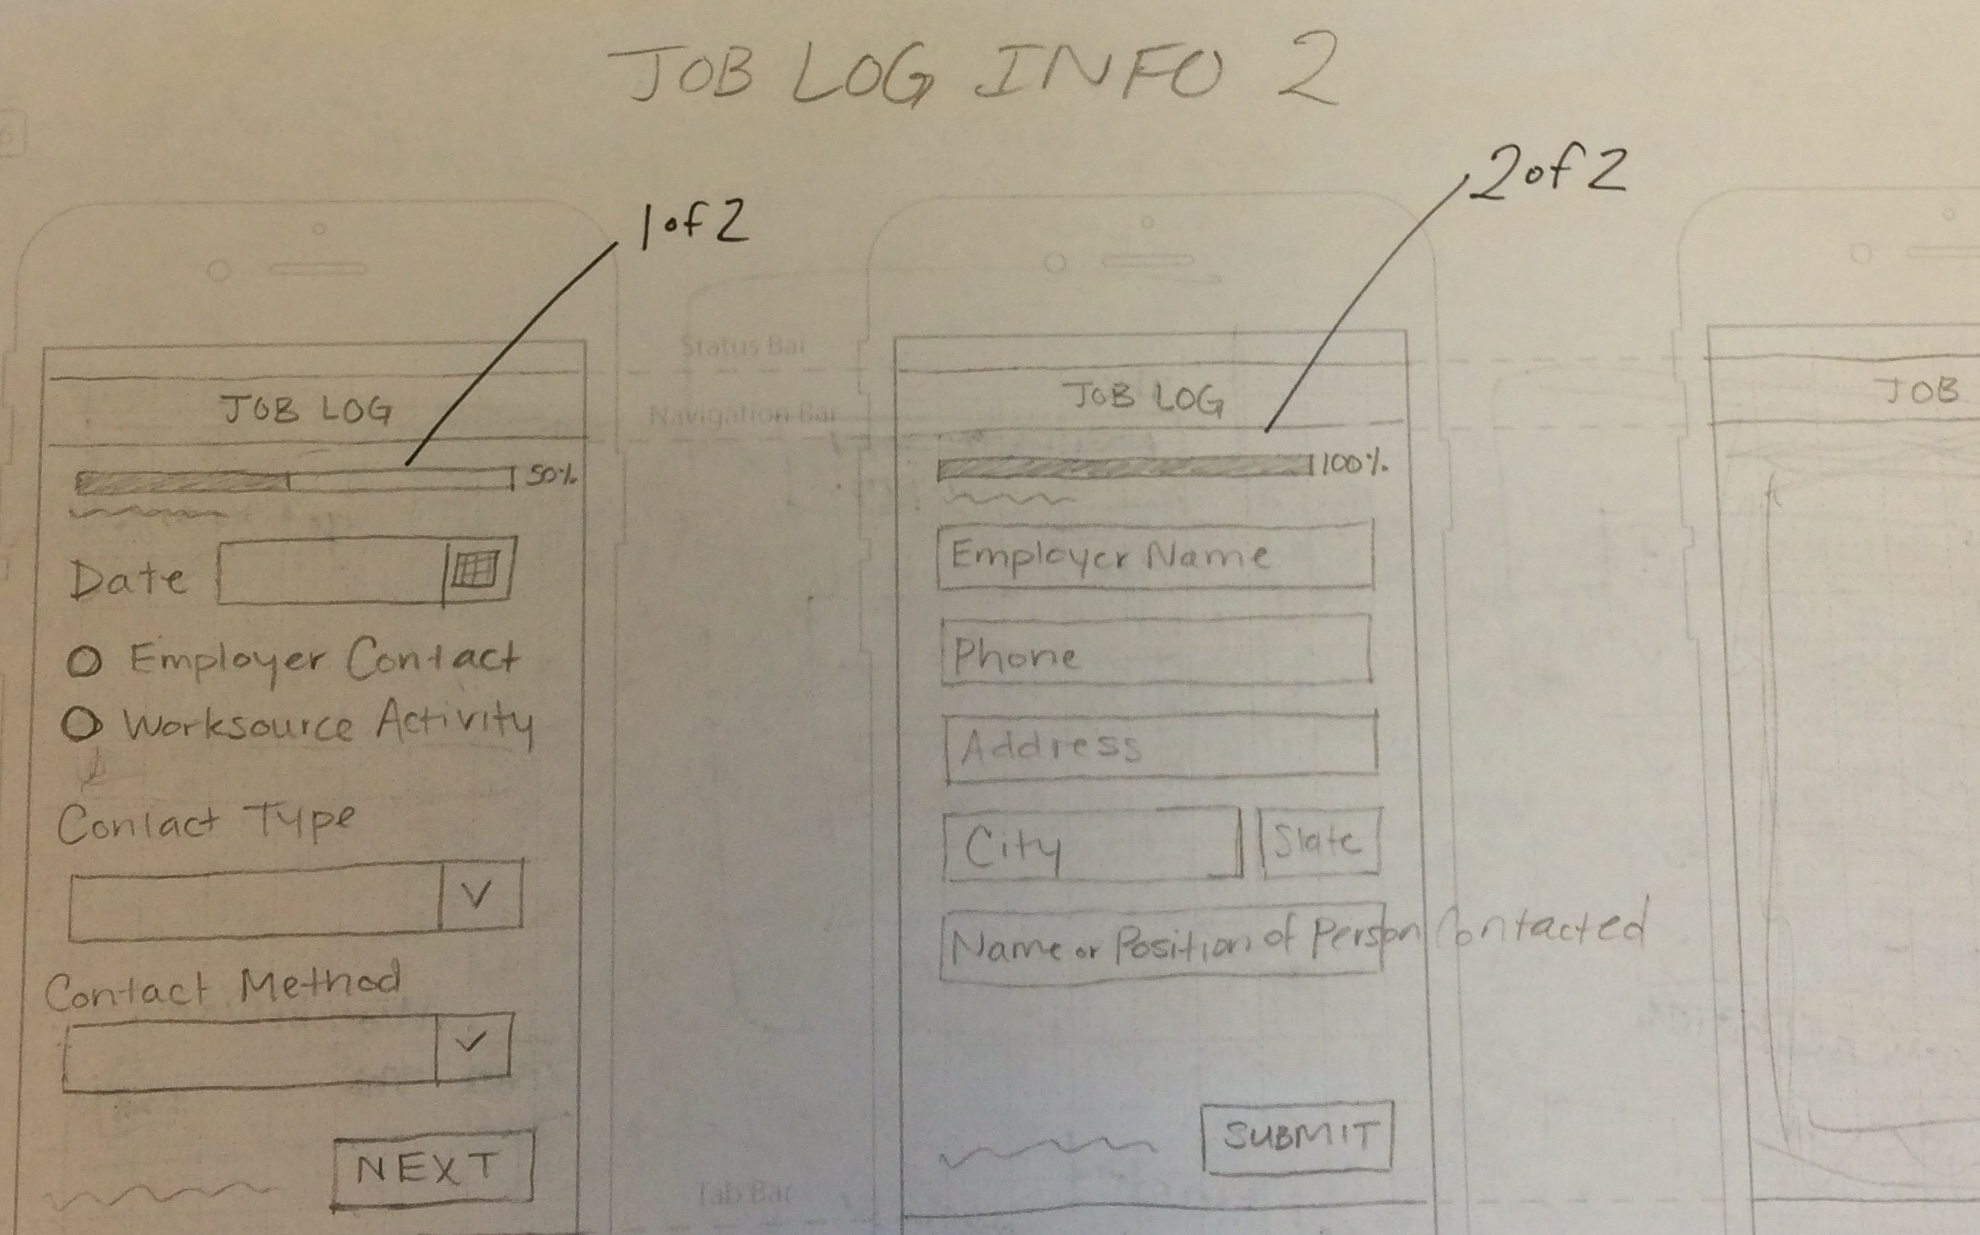 JOB LOG INFO 2
1 of 2
2 of 2
Status Bar
Navigation Bar
JOB LOG
50%
Date
Employer Contact
Worksource Activity
Contact Type
Contact Method
NEXT
JOB LOG
100%
Employer Name
Phone
Address
City
State
Name or Position of Person Contacted
SUBMIT
Tab Bar
JOB